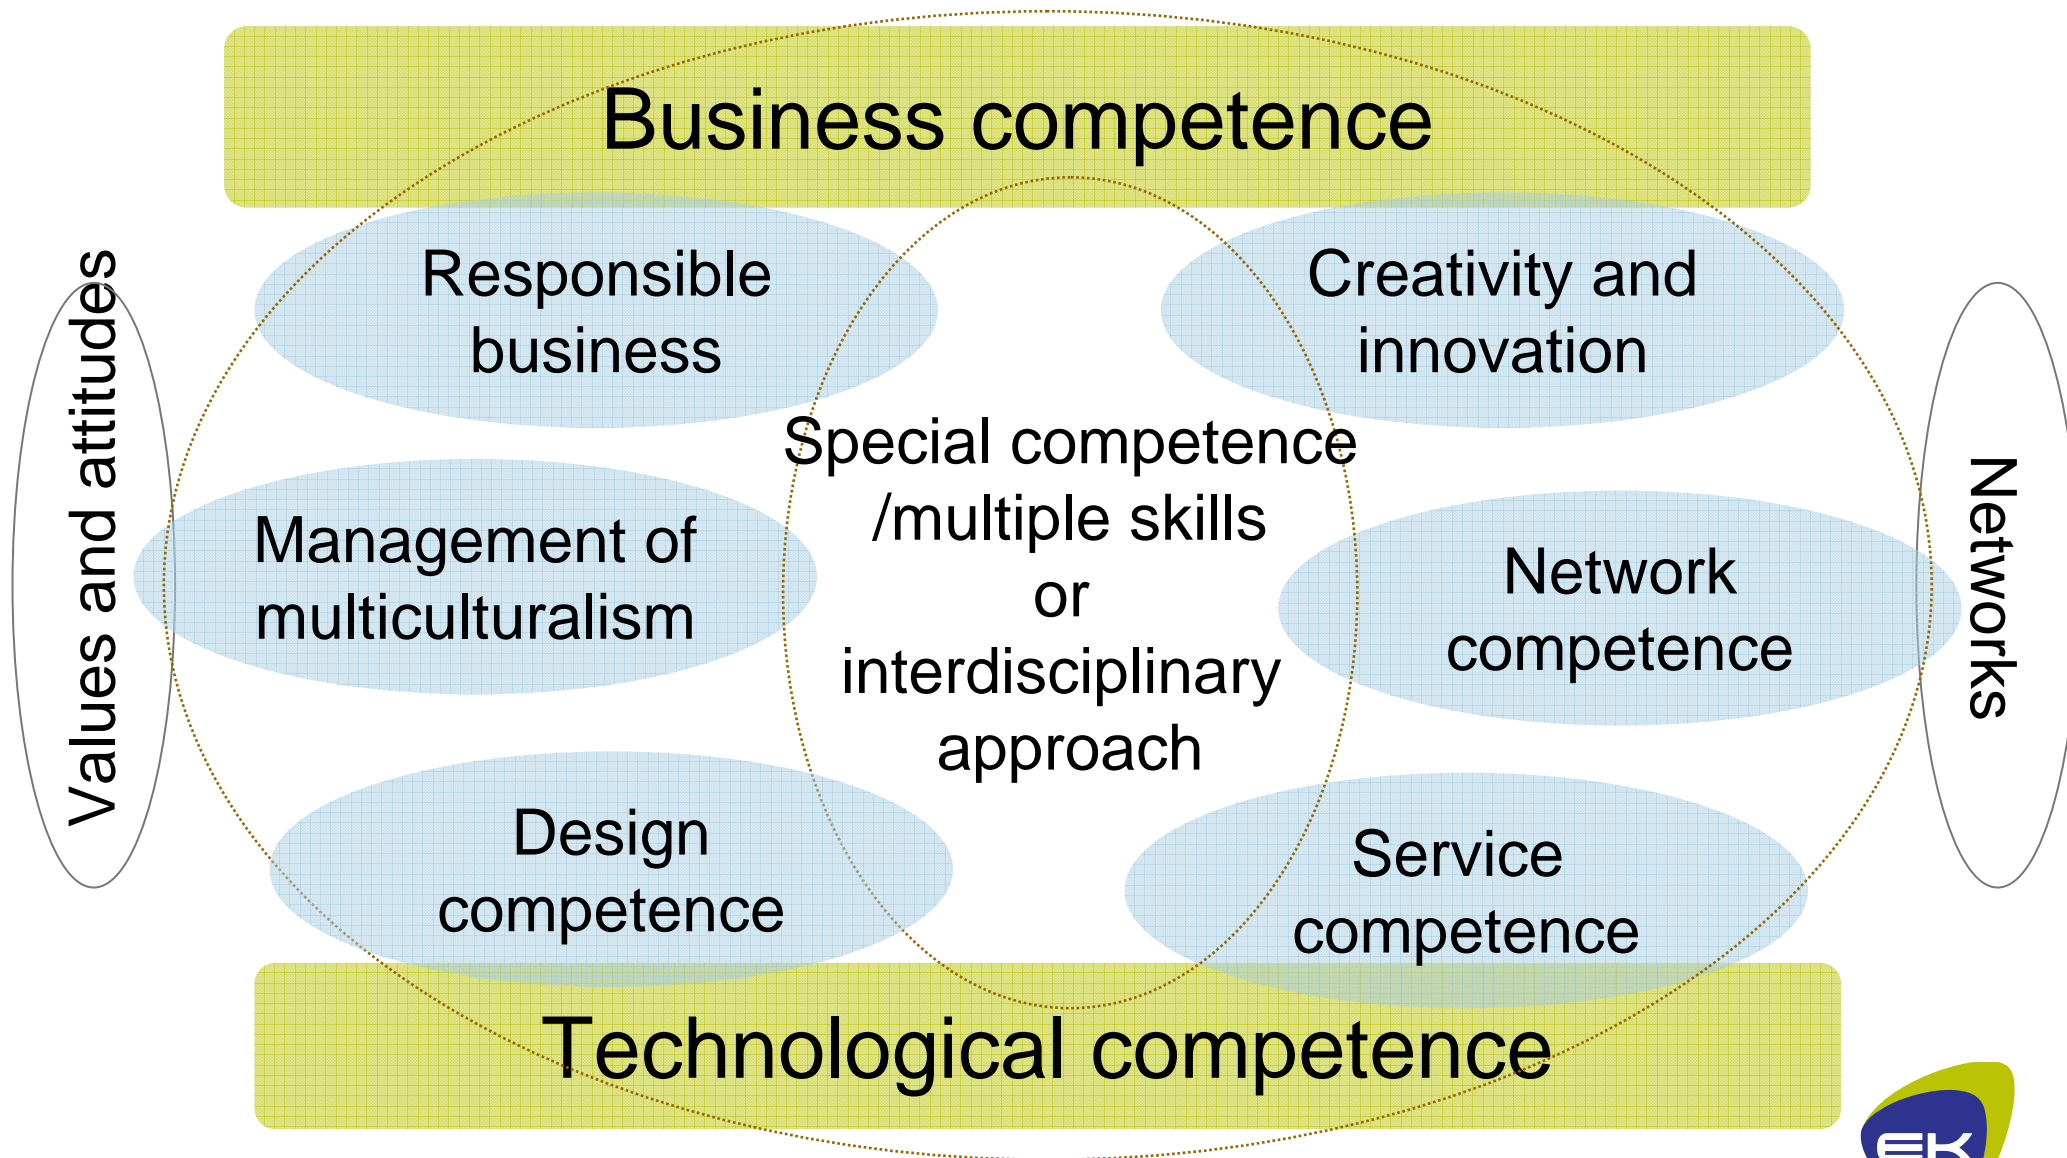 Business competence
Responsible
business
Creativity and
innovation
Values and attitudes
Special competence
/multiple skills
or
interdisciplinary
approach
Management of
multiculturalism
Network
competence
Networks
Design
competence
Service
competence
Technological competence
EK